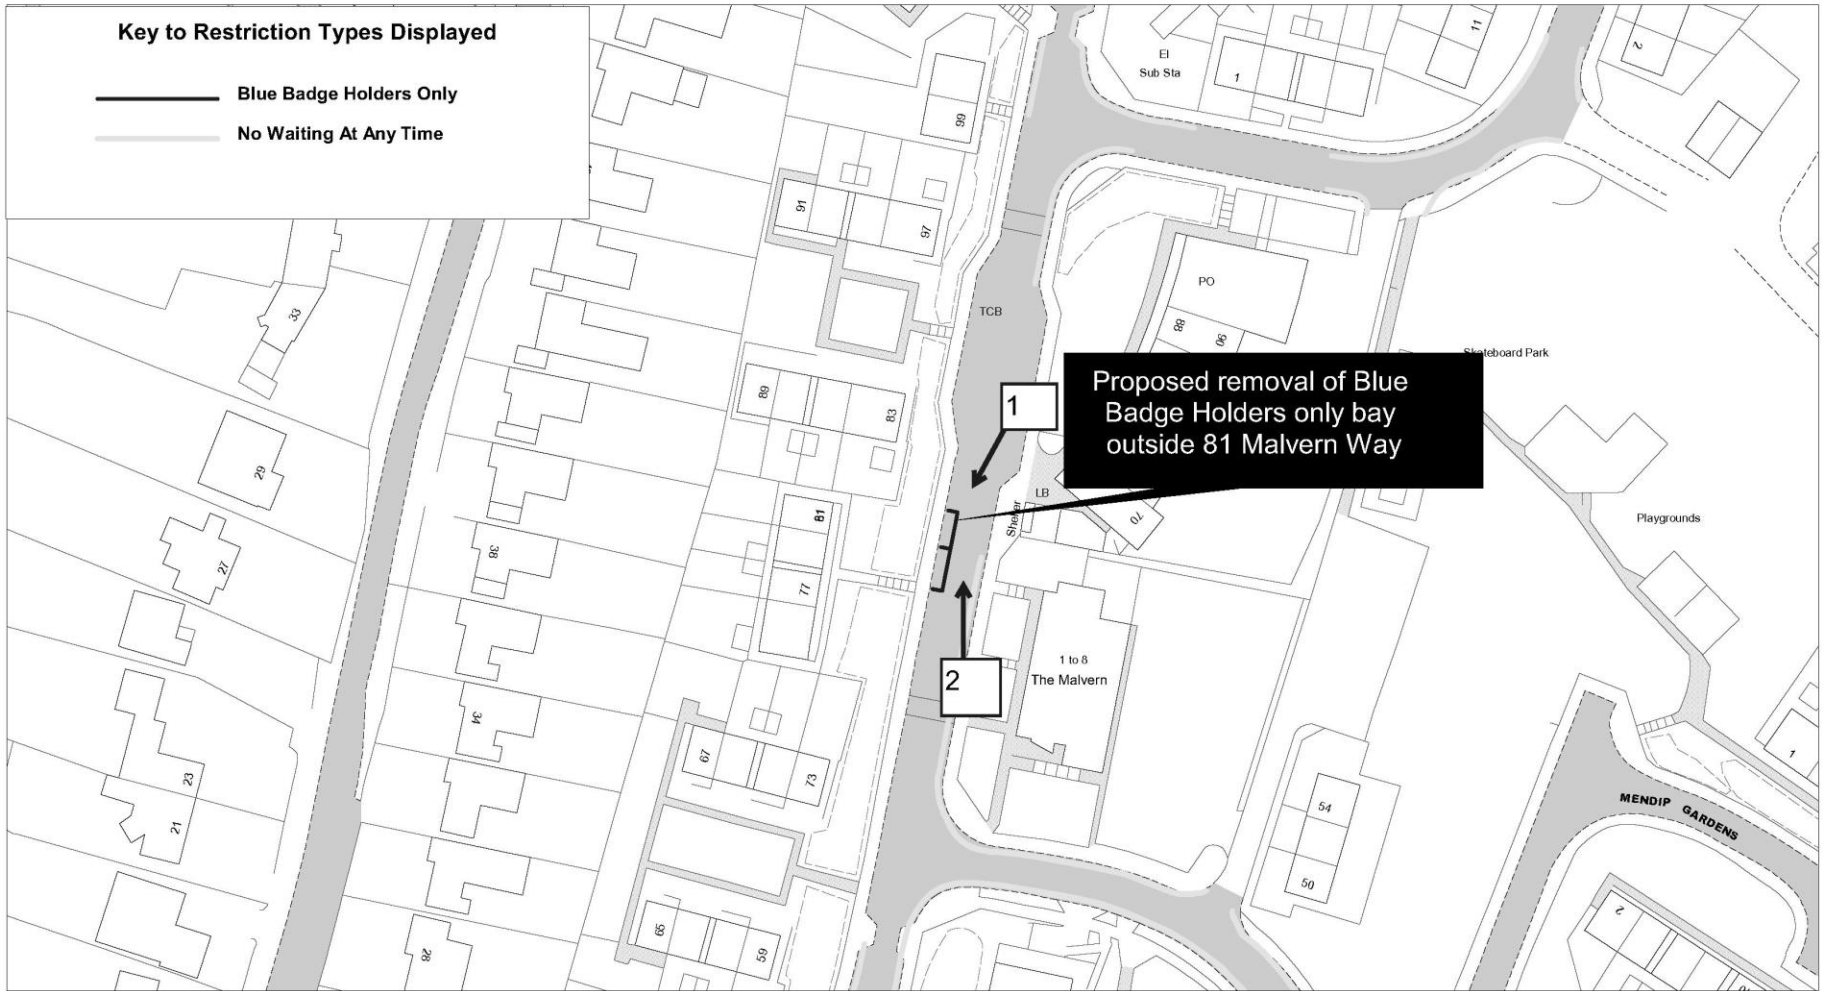 Key to Restriction Types Displayed
Blue Badge Holders Only
No Waiting At Any Time
El
Sub Sta
1
11
2
99
91
97
33
TCB
PO
88
90
Skateboard Park
Proposed removal of Blue
Badge Holders only bay
outside 81 Malvern Way
1
89
83
29
LB
Shelter
70
81
Playgrounds
38
27
77
2
1 to 8
The Malvern
34
67
73
23
21
54
50
1
MENDIP GARDENS
2
69
59
28